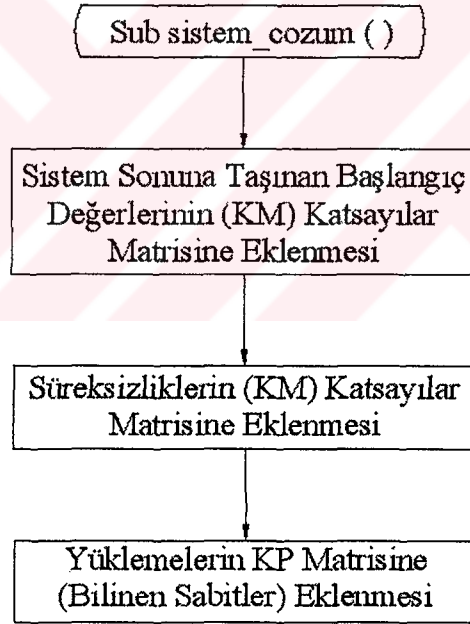 Sub sistem_cozum ( )
Sistem Sonuna Taşınan Başlangıç
Değerlerinin (KM) Katsayılar
Matrisine Eklenmesi
Süreksizliklerin (KM) Katsayılar
Matrisine Eklenmesi
Yüklemelerin KP Matrisine
(Bilinen Sabitler) Eklenmesi